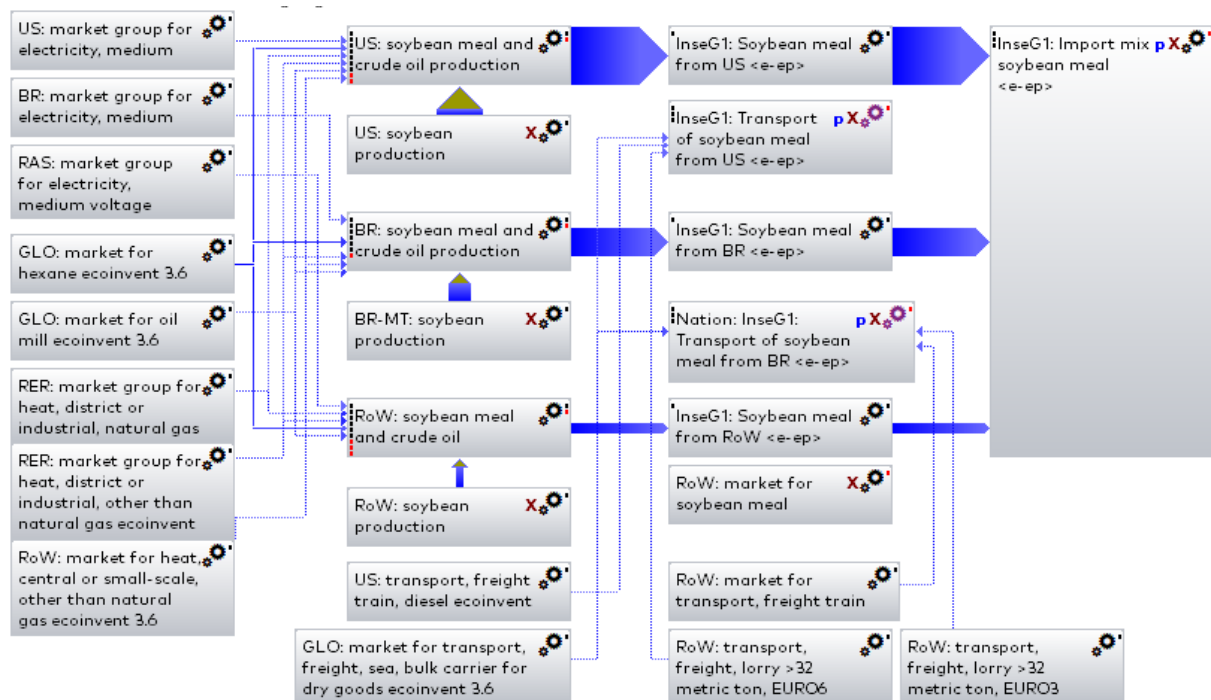 US: market group for
electricity, medium
BR: market group for
electricity, medium
RAS: market group
for electricity,
medium voltage
GLO: market for
hexane ecoinvent 3.6
GLO: market for oil
mill ecoinvent 3.6
RER: market group for
heat, district or
industrial, natural gas
RER: market group for
heat, district or
industrial, other than
natural gas ecoinvent
RoW: market for heat,
central or small-scale,
other than natural
gas ecoinvent 3.6
US: soybean meal and
crude oil production
US: soybean
production
X
BR: soybean meal and
crude oil production
BR-MT: soybean
production
X
RoW: soybean meal
and crude oil
RoW: soybean
production
X
US: transport, freight
train, diesel ecoinvent
GLO: market for transport,
freight, sea, bulk carrier for
dry goods ecoinvent 3.6
InseG1: Soybean meal
from US <e-ep>
InseG1: Transport
of soybean meal
from US <e-ep>
p X
InseG1: Soybean meal
from BR <e-ep>
Nation: InseG1:
Transport of soybean
meal from BR <e-ep>
p X
InseG1: Soybean meal
from RoW <e-ep>
RoW: market for
soybean meal
X
RoW: market for
transport, freight train
RoW: transport,
freight, lorry >32
metric ton, EURO6
RoW: transport,
freight, lorry >32
metric ton, EURO3
InseG1: Import mix
soybean meal
<e-ep>
p X